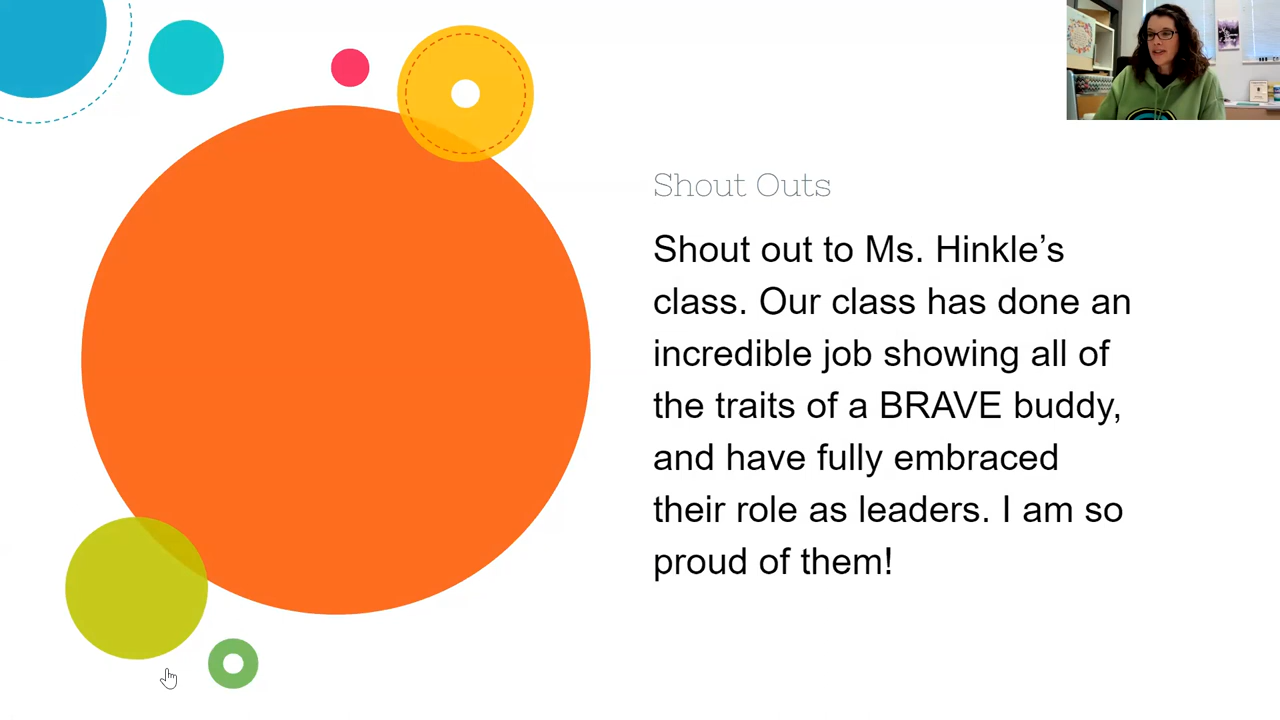 Shout Outs
Shout out to Ms. Hinkle’s
class. Our class has done an
incredible job showing all of
the traits of a BRAVE buddy,
and have fully embraced
their role as leaders. I am so
proud of them!